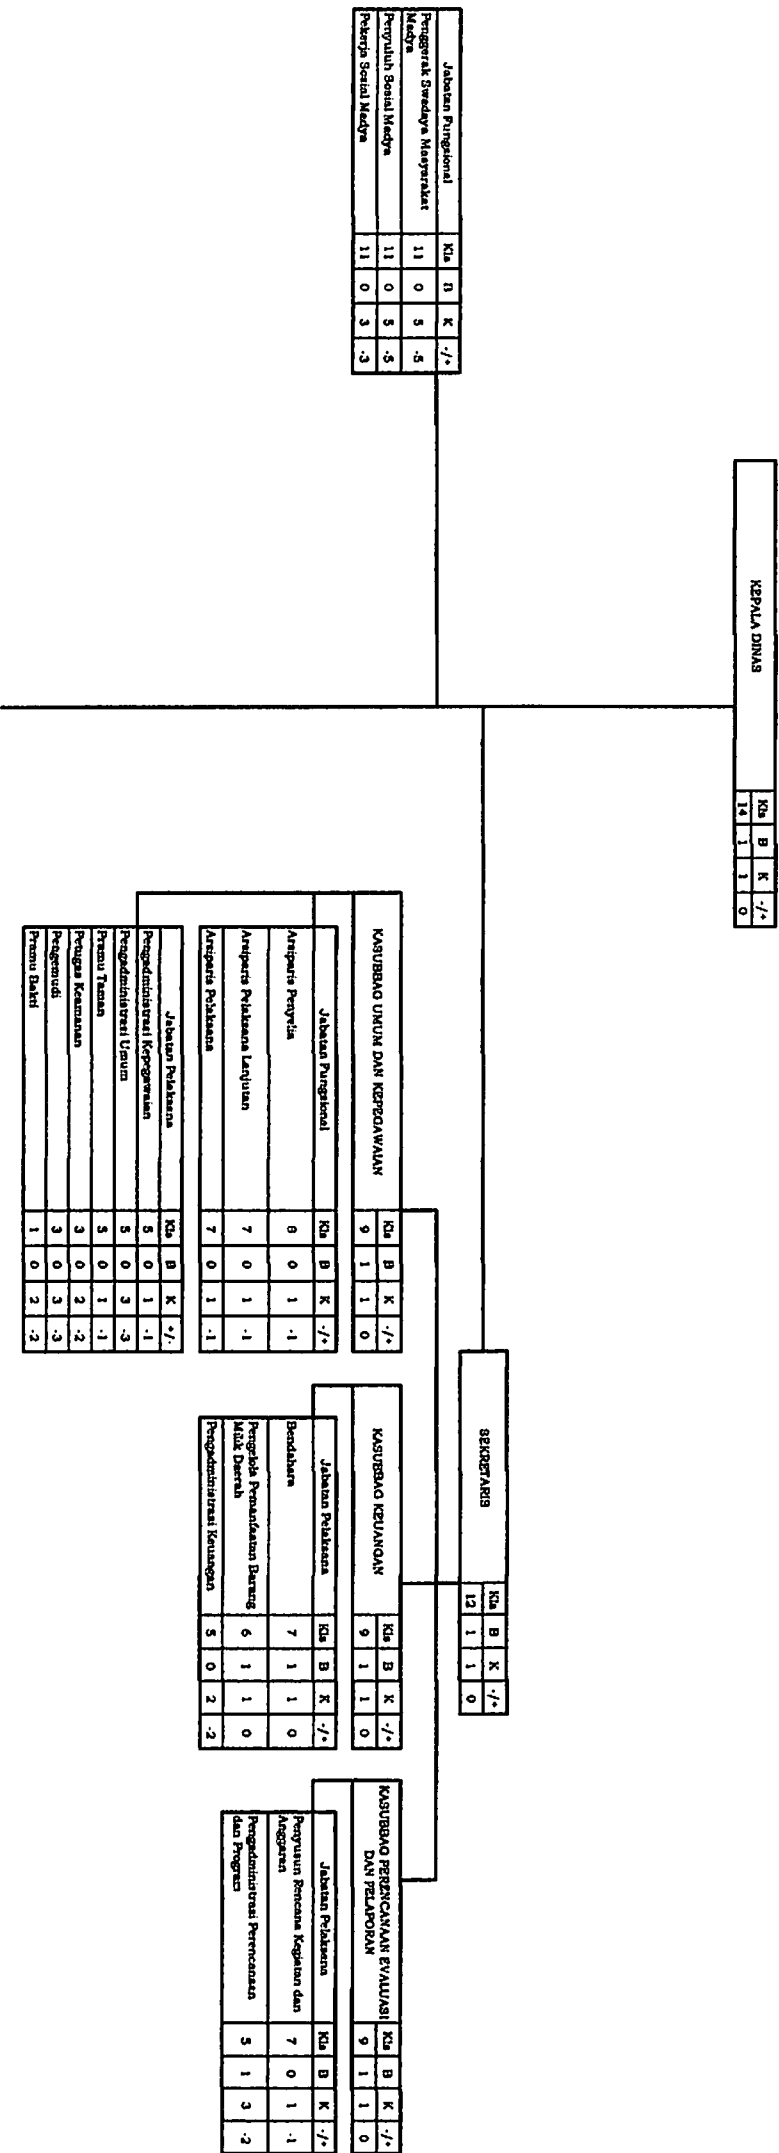 KEPALA DINAS
Kls B K -/+
14 1 1 0
SEKRETARIS
Kls B K -/+
12 1 1 0
Jabatan Fungsional Kls B K -/+
Penggerak Swadaya Masyarakat
Madya 11 0 5 -5
Penyuluh Sosial Madya 11 0 5 -5
Pekerja Sosial Madya 11 0 3 -3
KASUBBAG UMUM DAN KEPEGAWAIAN
Kls B K -/+
9 1 1 0
Jabatan Fungsional Kls B K -/+
Arsiparis Penyelia 8 0 1 -1
Arsiparis Pelaksana Lanjutan 7 0 1 -1
Arsiparis Pelaksana 7 0 1 -1
Jabatan Pelaksana Kls B K +/-
Pengadministrasi Kepegawaian 5 0 1 -1
Pengadministrasi Umum 5 0 3 -3
Pramu Taman 5 0 1 -1
Petugas Keamanan 3 0 2 -2
Pengemudi 3 0 3 -3
Pramu Bakti 1 0 2 -2
KASUBBAG KEUANGAN
Kls B K -/+
9 1 1 0
Jabatan Pelaksana Kls B K -/+
Bendahara 7 1 1 0
Pengelola Pemanfaatan Barang
Milik Daerah 6 1 1 0
Pengadministrasi Keuangan 5 0 2 -2
KASUBBAG PERENCANAAN EVALUASI
DAN PELAPORAN
Kls B K -/+
9 1 1 0
Jabatan Pelaksana Kls B K -/+
Penyusun Rencana Kegiatan dan
Anggaran 7 0 1 -1
Pengadministrasi Perencanaan
dan Program 5 1 3 -2